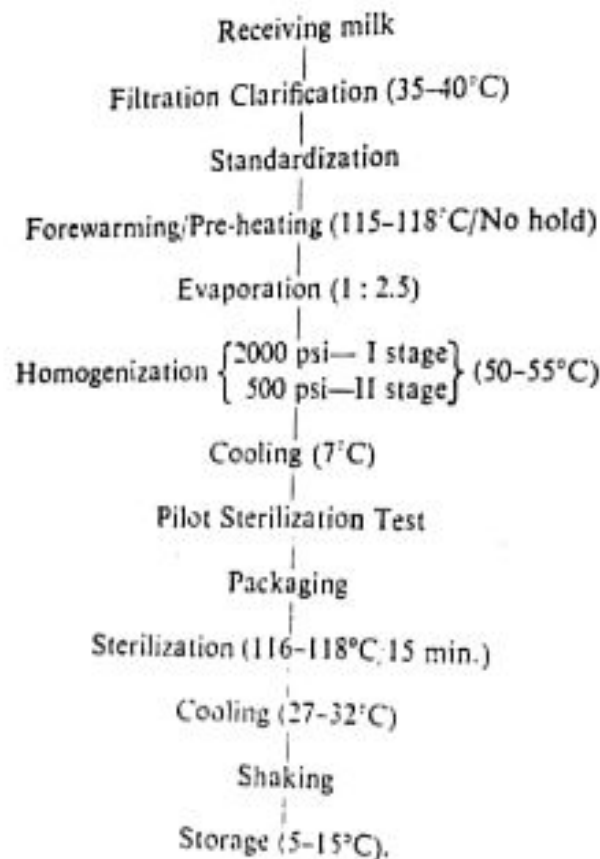 Receiving milk
Filtration Clarification (35–40°C)
Standardization
Forewarming/Pre-heating (115–118°C/No hold)
Evaporation (1 : 2.5)
Homogenization { 2000 psi— I stage } (50–55°C)
500 psi—II stage
Cooling (7°C)
Pilot Sterilization Test
Packaging
Sterilization (116–118°C, 15 min.)
Cooling (27–32°C)
Shaking
Storage (5–15°C).